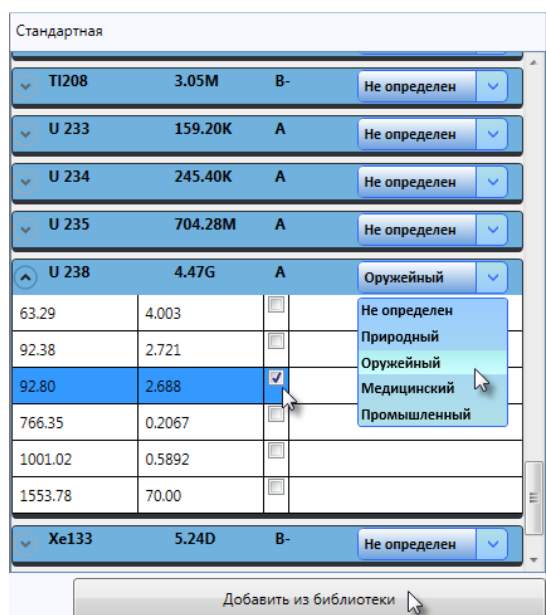 Стандартная
Tl208 3.05M B- Не определен
U 233 159.20K A Не определен
U 234 245.40K A Не определен
U 235 704.28M A Не определен
U 238 4.47G A Оружейный
63.29 4.003 Не определен
92.38 2.721 Природный
Оружейный
92.80 2.688 Медицинский
766.35 0.2067 Промышленный
1001.02 0.5892
1553.78 70.00
Xe133 5.24D B- Не определен
Добавить из библиотеки